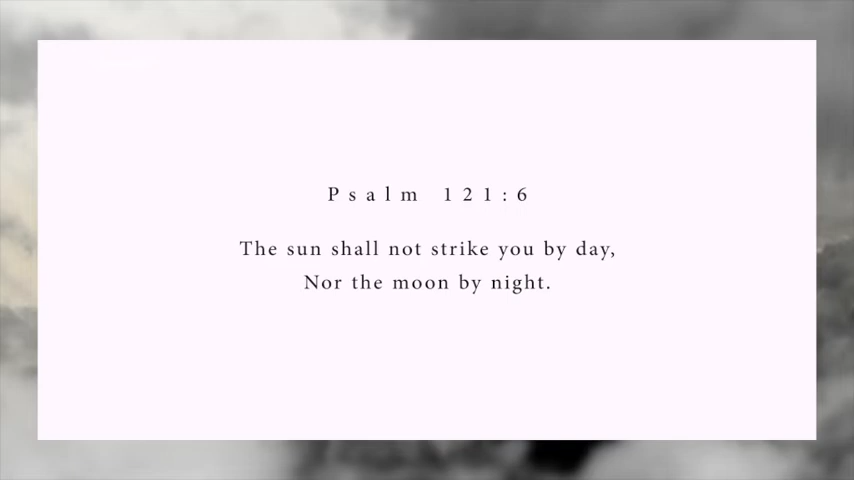 Psalm 121:6
The sun shall not strike you by day,
Nor the moon by night.